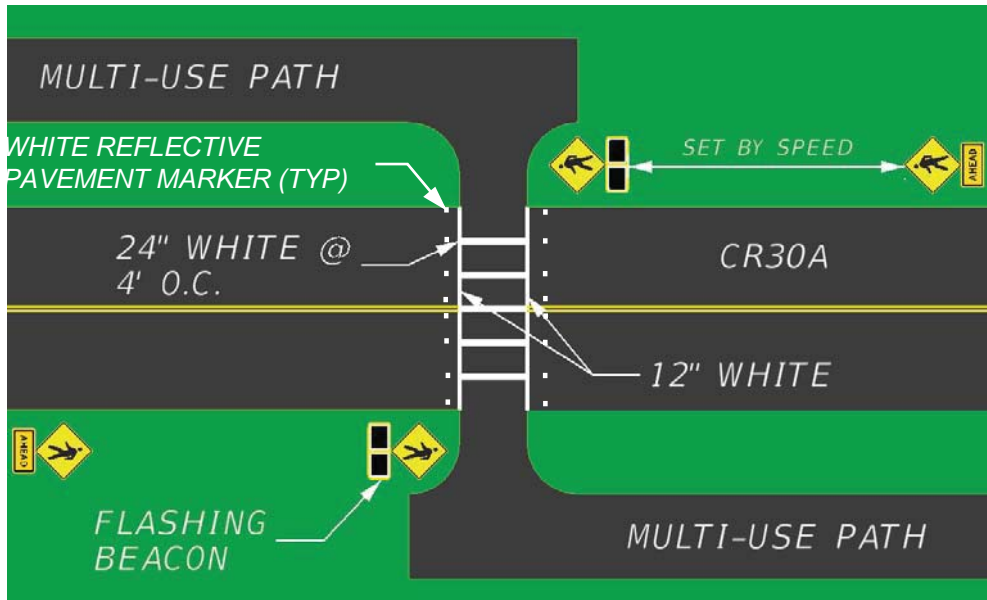 MULTI-USE PATH
WHITE REFLECTIVE
PAVEMENT MARKER (TYP)
SET BY SPEED
AHEAD
24" WHITE @
4' O.C.
CR30A
12" WHITE
AHEAD
FLASHING
BEACON
MULTI-USE PATH